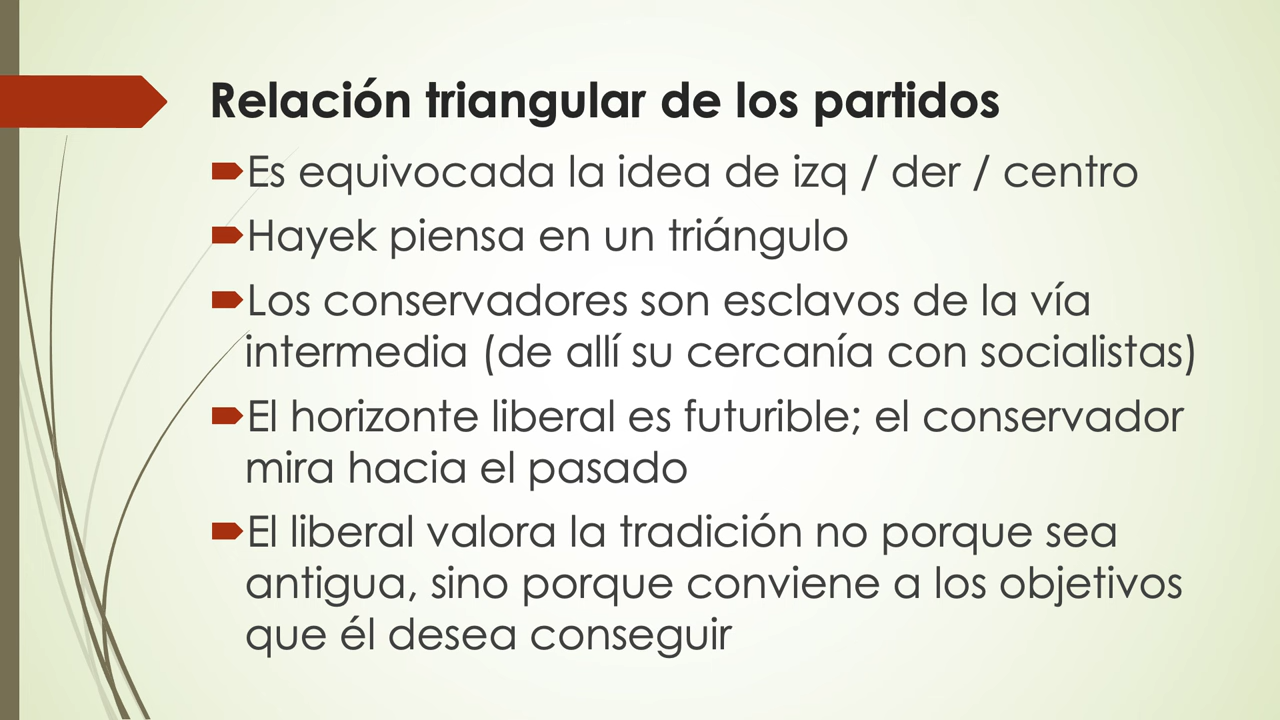 Relación triangular de los partidos
Es equivocada la idea de izq / der / centro
Hayek piensa en un triángulo
Los conservadores son esclavos de la vía
intermedia (de allí su cercanía con socialistas)
El horizonte liberal es futurible; el conservador
mira hacia el pasado
El liberal valora la tradición no porque sea
antigua, sino porque conviene a los objetivos
que él desea conseguir